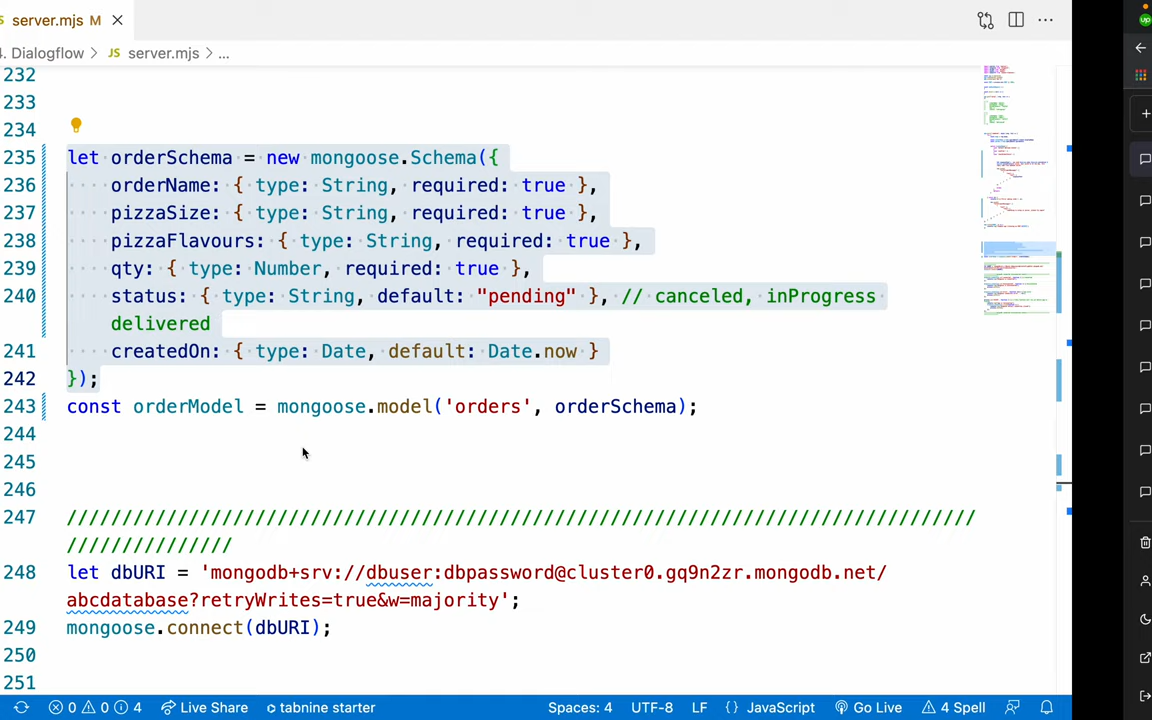 server.mjs M
4. Dialogflow > JS server.mjs > ...
232
233
234
235 let orderSchema = new mongoose.Schema({
236 orderName: { type: String, required: true },
237 pizzaSize: { type: String, required: true },
238 pizzaFlavours: { type: String, required: true },
239 qty: { type: Number, required: true },
240 status: { type: String, default: "pending" }, // canceled, inProgress
delivered
241 createdOn: { type: Date, default: Date.now }
242 });
243 const orderModel = mongoose.model('orders', orderSchema);
244
245
246
247 //////////////////////////////////////////////////////////////////////////////////
///////////////
248 let dbURI = 'mongodb+srv://dbuser:dbpassword@cluster0.gq9n2zr.mongodb.net/
abcdatabase?retryWrites=true&w=majority';
249 mongoose.connect(dbURI);
250
251
0 0 4 Live Share tabnine starter Spaces: 4 UTF-8 LF {} JavaScript Go Live 4 Spell